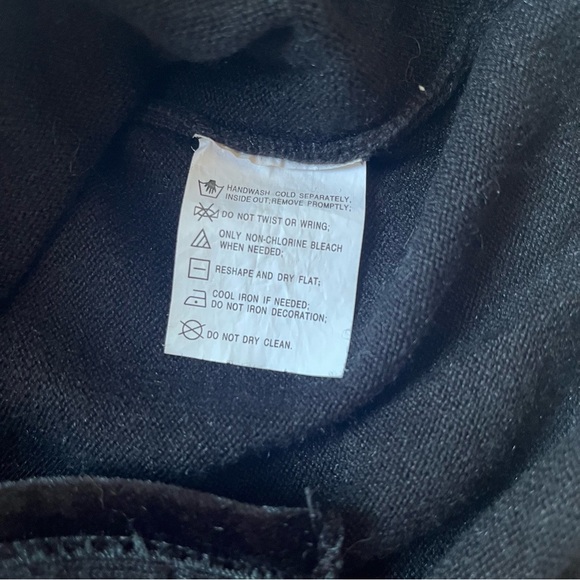 HANDWASH COLD SEPARATELY;
INSIDE OUT; REMOVE PROMPTLY;
DO NOT TWIST OR WRING;
ONLY NON-CHLORINE BLEACH
WHEN NEEDED;
RESHAPE AND DRY FLAT;
COOL IRON IF NEEDED;
DO NOT IRON DECORATION;
DO NOT DRY CLEAN.